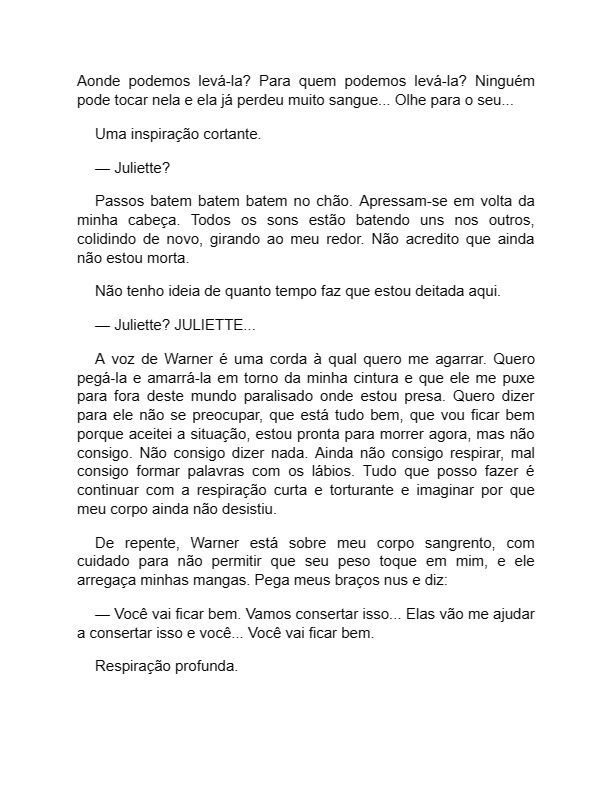 Aonde podemos levá-la? Para quem podemos levá-la? Ninguém
pode tocar nela e ela já perdeu muito sangue... Olhe para o seu...
Uma inspiração cortante.
— Juliette?
Passos batem batem batem no chão. Apressam-se em volta da
minha cabeça. Todos os sons estão batendo uns nos outros,
colidindo de novo, girando ao meu redor. Não acredito que ainda
não estou morta.
Não tenho ideia de quanto tempo faz que estou deitada aqui.
— Juliette? JULIETTE...
A voz de Warner é uma corda à qual quero me agarrar. Quero
pegá-la e amarrá-la em torno da minha cintura e que ele me puxe
para fora deste mundo paralisado onde estou presa. Quero dizer
para ele não se preocupar, que está tudo bem, que vou ficar bem
porque aceitei a situação, estou pronta para morrer agora, mas não
consigo. Não consigo dizer nada. Ainda não consigo respirar, mal
consigo formar palavras com os lábios. Tudo que posso fazer é
continuar com a respiração curta e torturante e imaginar por que
meu corpo ainda não desistiu.
De repente, Warner está sobre meu corpo sangrento, com
cuidado para não permitir que seu peso toque em mim, e ele
arregaça minhas mangas. Pega meus braços nus e diz:
— Você vai ficar bem. Vamos consertar isso... Elas vão me ajudar
a consertar isso e você... Você vai ficar bem.
Respiração profunda.